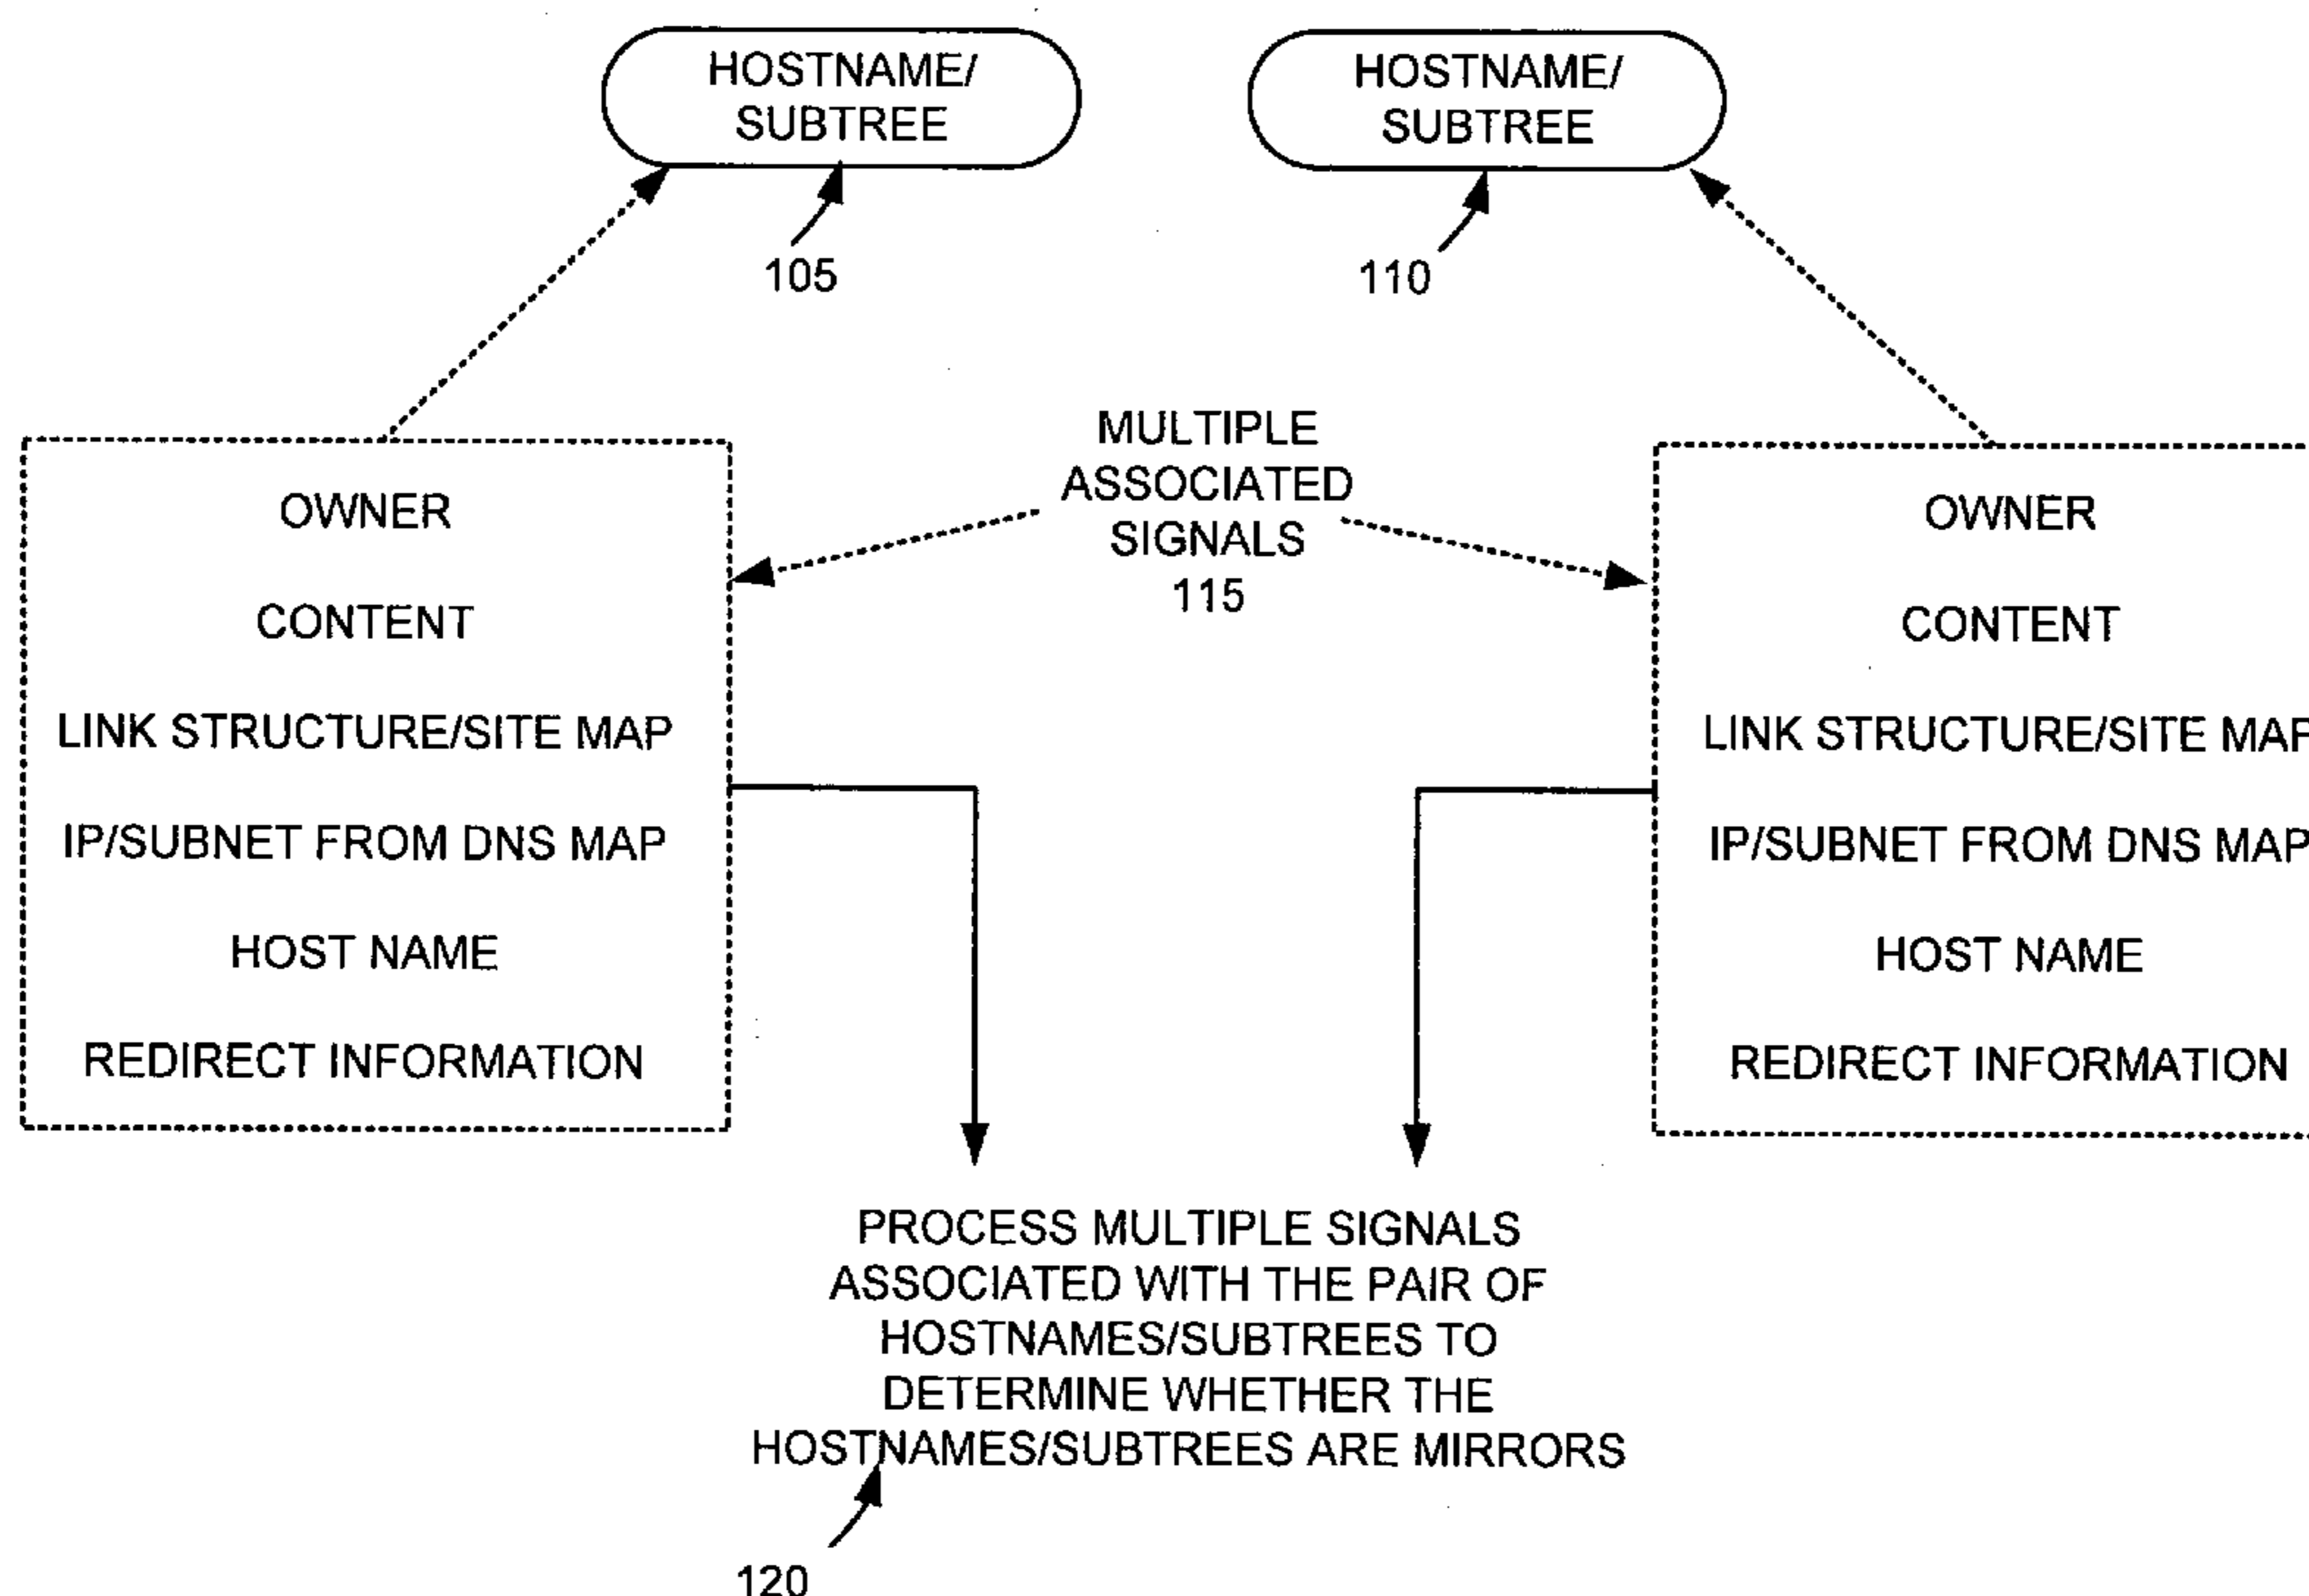 HOSTNAME/
SUBTREE
HOSTNAME/
SUBTREE
105
110
MULTIPLE
ASSOCIATED
SIGNALS
115
OWNER
CONTENT
LINK STRUCTURE/SITE MAP
IP/SUBNET FROM DNS MAP
HOST NAME
REDIRECT INFORMATION
OWNER
CONTENT
LINK STRUCTURE/SITE MAP
IP/SUBNET FROM DNS MAP
HOST NAME
REDIRECT INFORMATION
PROCESS MULTIPLE SIGNALS
ASSOCIATED WITH THE PAIR OF
HOSTNAMES/SUBTREES TO
DETERMINE WHETHER THE
HOSTNAMES/SUBTREES ARE MIRRORS
120